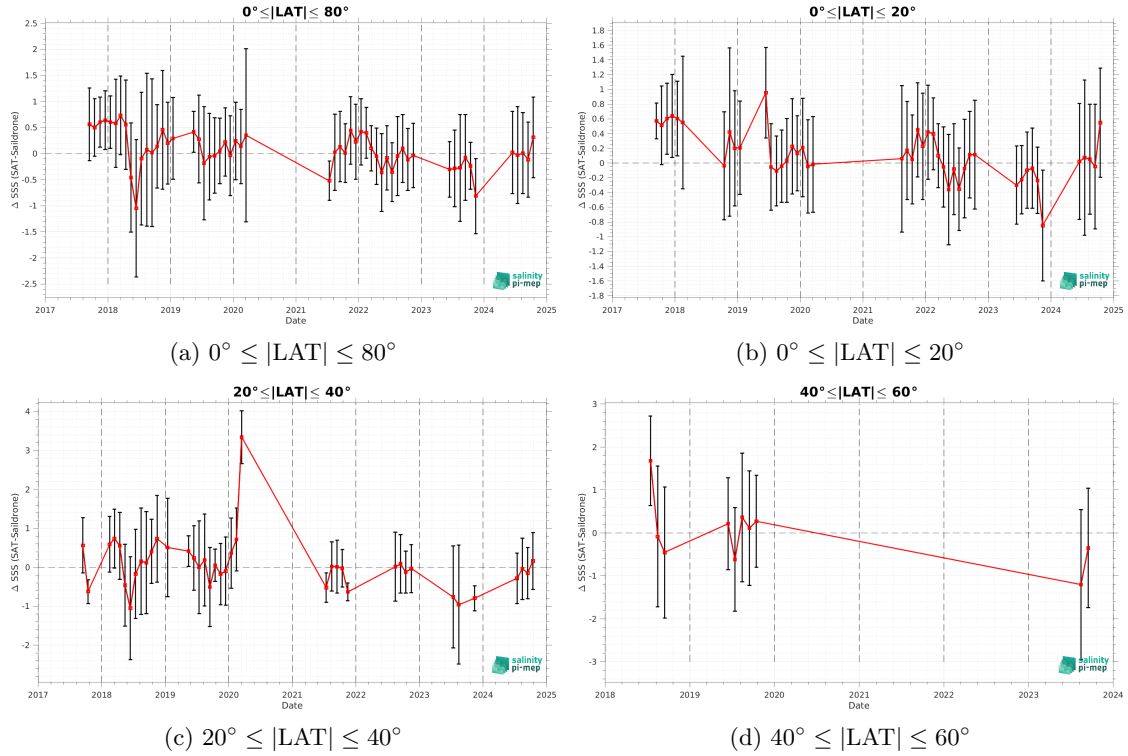 0°≤|LAT|≤ 80°
Δ SSS (SAT-Saildrone)
2.5
2
1.5
1
0.5
0
-0.5
-1
-1.5
-2
-2.5
2017 2018 2019 2020 2021 2022 2023 2024 2025
Date
salinity
pi-mep
(a) 0° ≤ |LAT| ≤ 80°
0°≤|LAT|≤ 20°
Δ SSS (SAT-Saildrone)
1.8
1.6
1.4
1.2
1
0.8
0.6
0.4
0.2
0
-0.2
-0.4
-0.6
-0.8
-1
-1.2
-1.4
-1.6
-1.8
2017 2018 2019 2020 2021 2022 2023 2024 2025
Date
salinity
pi-mep
(b) 0° ≤ |LAT| ≤ 20°
20°≤|LAT|≤ 40°
Δ SSS (SAT-Saildrone)
4
3
2
1
0
-1
-2
2017 2018 2019 2020 2021 2022 2023 2024 2025
Date
salinity
pi-mep
(c) 20° ≤ |LAT| ≤ 40°
40°≤|LAT|≤ 60°
Δ SSS (SAT-Saildrone)
3
2
1
0
-1
-2
-3
2018 2019 2020 2021 2022 2023 2024
Date
salinity
pi-mep
(d) 40° ≤ |LAT| ≤ 60°